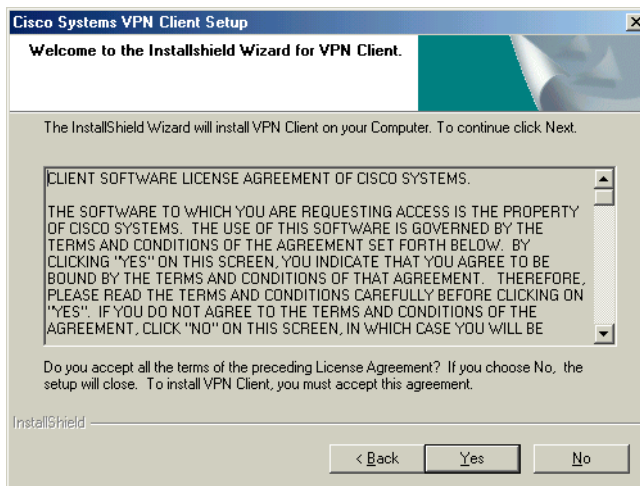 Cisco Systems VPN Client Setup
Welcome to the Installshield Wizard for VPN Client.
The InstallShield Wizard will install VPN Client on your Computer. To continue click Next.
CLIENT SOFTWARE LICENSE AGREEMENT OF CISCO SYSTEMS.
THE SOFTWARE TO WHICH YOU ARE REQUESTING ACCESS IS THE PROPERTY
OF CISCO SYSTEMS. THE USE OF THIS SOFTWARE IS GOVERNED BY THE
TERMS AND CONDITIONS OF THE AGREEMENT SET FORTH BELOW. BY
CLICKING "YES" ON THIS SCREEN, YOU INDICATE THAT YOU AGREE TO BE
BOUND BY THE TERMS AND CONDITIONS OF THAT AGREEMENT. THEREFORE,
PLEASE READ THE TERMS AND CONDITIONS CAREFULLY BEFORE CLICKING ON
"YES". IF YOU DO NOT AGREE TO THE TERMS AND CONDITIONS OF THE
AGREEMENT, CLICK "NO" ON THIS SCREEN, IN WHICH CASE YOU WILL BE
Do you accept all the terms of the preceding License Agreement? If you choose No, the
setup will close. To install VPN Client, you must accept this agreement.
InstallShield
< Back Yes No